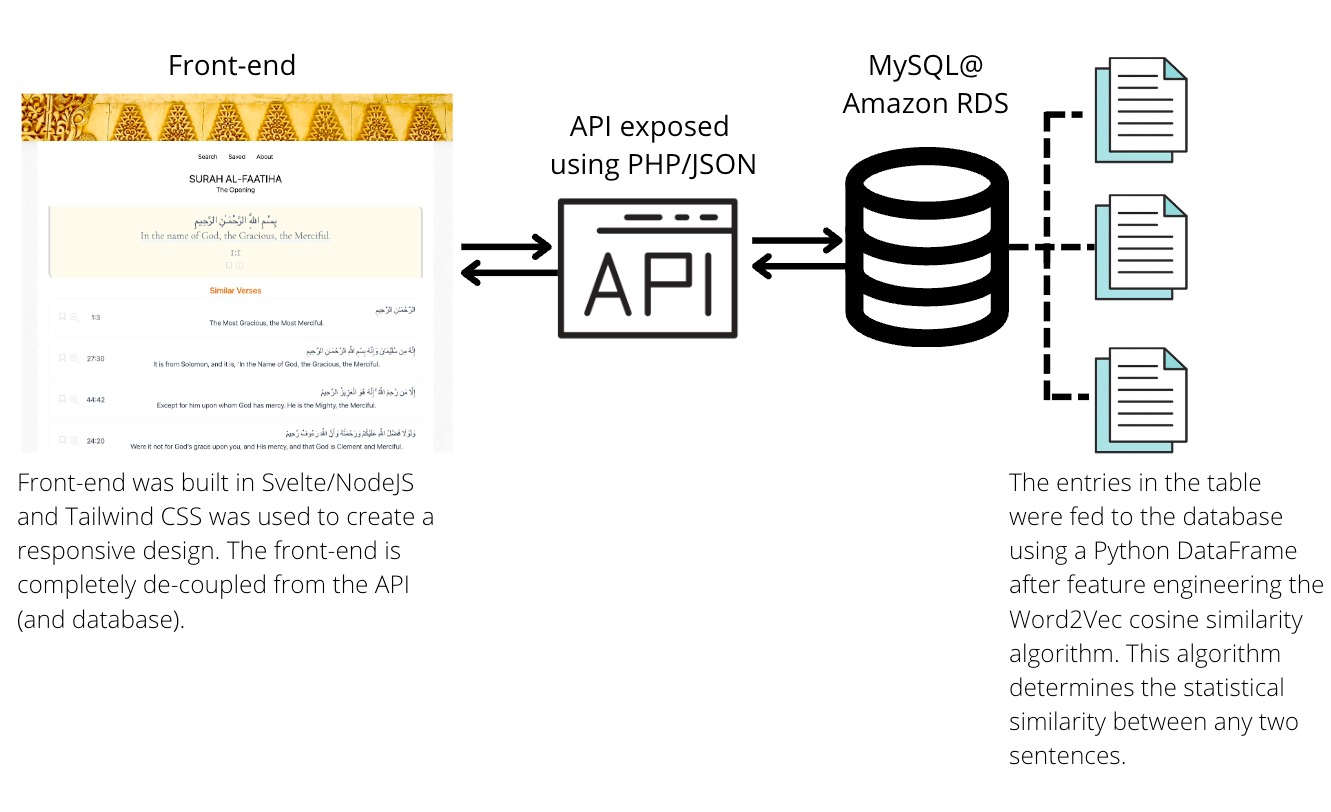 Front-end
Search Saved About
SURAH AL-FAATIHA
The Opening
بِسْمِ اللَّهِ الرَّحْمَٰنِ الرَّحِيمِ
In the name of God, the Gracious, the Merciful.
1:1
Similar Verses
الرَّحْمَٰنِ الرَّحِيمِ
1:3
The Most Gracious, the Most Merciful.
إِنَّهُ مِن سُلَيْمَانَ وَإِنَّهُ بِسْمِ اللَّهِ الرَّحْمَٰنِ الرَّحِيمِ
27:30
It is from Solomon, and it is, 'In the Name of God, the Gracious, the Merciful.
إِلَّا مَن رَّحِمَ اللَّهُ ۚ إِنَّهُ هُوَ الْعَزِيزُ الرَّحِيمُ
44:42
Except for him upon whom God has mercy. He is the Mighty, the Merciful.
وَلَوْلَا فَضْلُ اللَّهِ عَلَيْكُمْ وَرَحْمَتُهُ وَأَنَّ اللَّهَ رَءُوفٌ رَّحِيمٌ
24:20
Were it not for God's grace upon you, and His mercy, and that God is Clement and Merciful.
Front-end was built in Svelte/NodeJS
and Tailwind CSS was used to create a
responsive design. The front-end is
completely de-coupled from the API
(and database).
API exposed
using PHP/JSON
API
MySQL@
Amazon RDS
The entries in the table
were fed to the database
using a Python DataFrame
after feature engineering the
Word2Vec cosine similarity
algorithm. This algorithm
determines the statistical
similarity between any two
sentences.